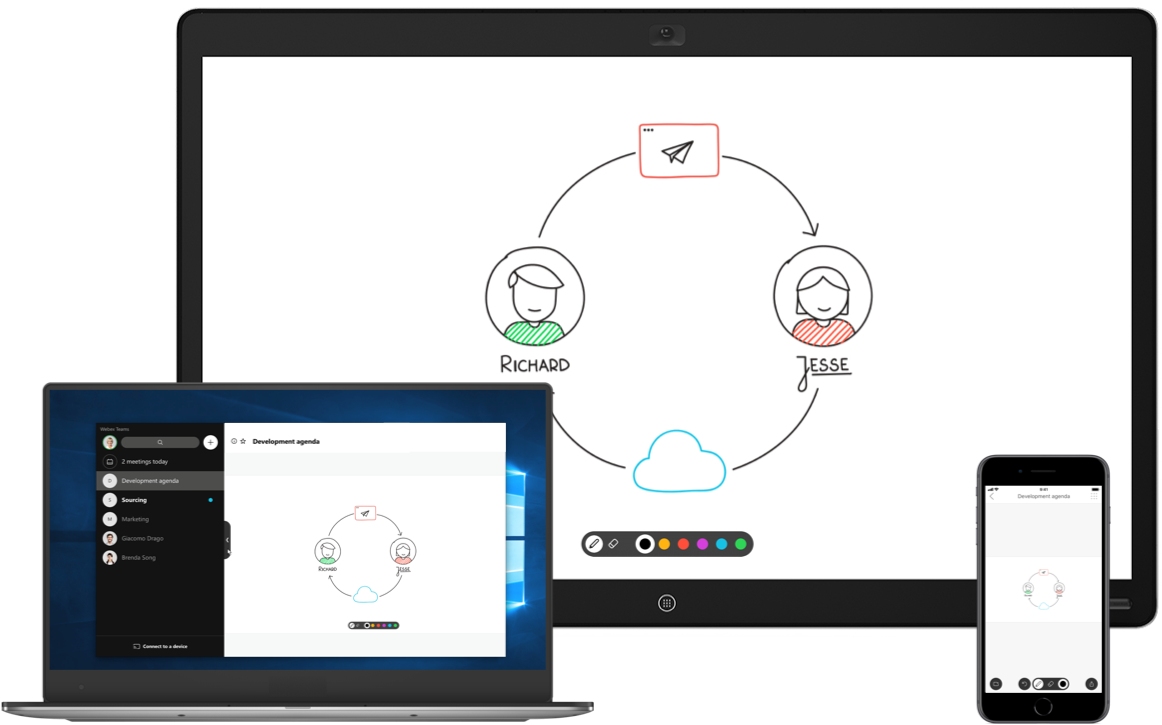 RICHARD
JESSE
Webex Teams
2 meetings today
D
Development agenda
S
Sourcing
M
Marketing
Giacomo Drago
Brenda Song
Connect to a device
Development agenda
RICHARD
JESSE
9:41
Development agenda